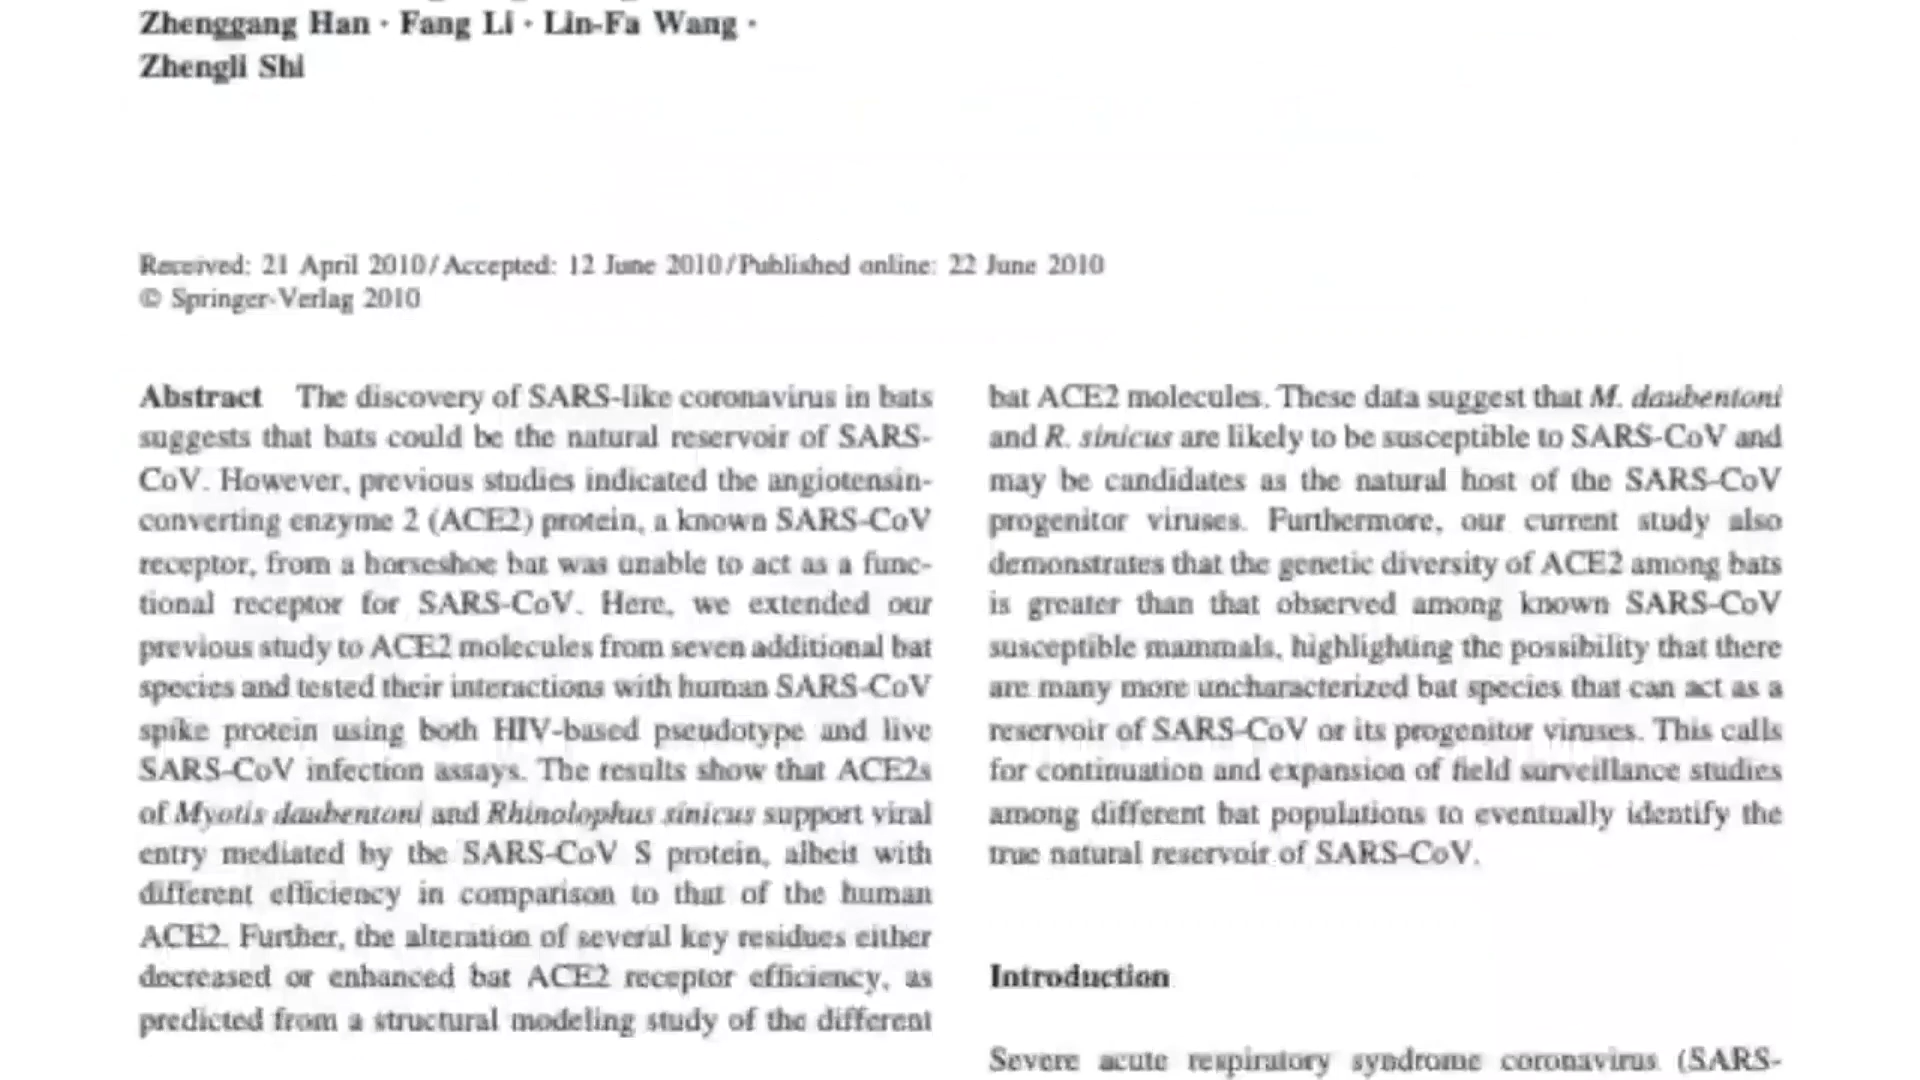 Zhenggang Han · Fang Li · Lin-Fa Wang ·
Zhengli Shi
Received: 21 April 2010 / Accepted: 12 June 2010 / Published online: 22 June 2010
© Springer-Verlag 2010
Abstract The discovery of SARS-like coronavirus in bats
suggests that bats could be the natural reservoir of SARS-
CoV. However, previous studies indicated the angiotensin-
converting enzyme 2 (ACE2) protein, a known SARS-CoV
receptor, from a horseshoe bat was unable to act as a func-
tional receptor for SARS-CoV. Here, we extended our
previous study to ACE2 molecules from seven additional bat
species and tested their interactions with human SARS-CoV
spike protein using both HIV-based pseudotype and live
SARS-CoV infection assays. The results show that ACE2s
of Myotis daubentoni and Rhinolophus sinicus support viral
entry mediated by the SARS-CoV S protein, albeit with
different efficiency in comparison to that of the human
ACE2. Further, the alteration of several key residues either
decreased or enhanced bat ACE2 receptor efficiency, as
predicted from a structural modeling study of the different
bat ACE2 molecules. These data suggest that M. daubentoni
and R. sinicus are likely to be susceptible to SARS-CoV and
may be candidates as the natural host of the SARS-CoV
progenitor viruses. Furthermore, our current study also
demonstrates that the genetic diversity of ACE2 among bats
is greater than that observed among known SARS-CoV
susceptible mammals, highlighting the possibility that there
are many more uncharacterized bat species that can act as a
reservoir of SARS-CoV or its progenitor viruses. This calls
for continuation and expansion of field surveillance studies
among different bat populations to eventually identify the
true natural reservoir of SARS-CoV.
Introduction
Severe acute respiratory syndrome coronavirus (SARS-